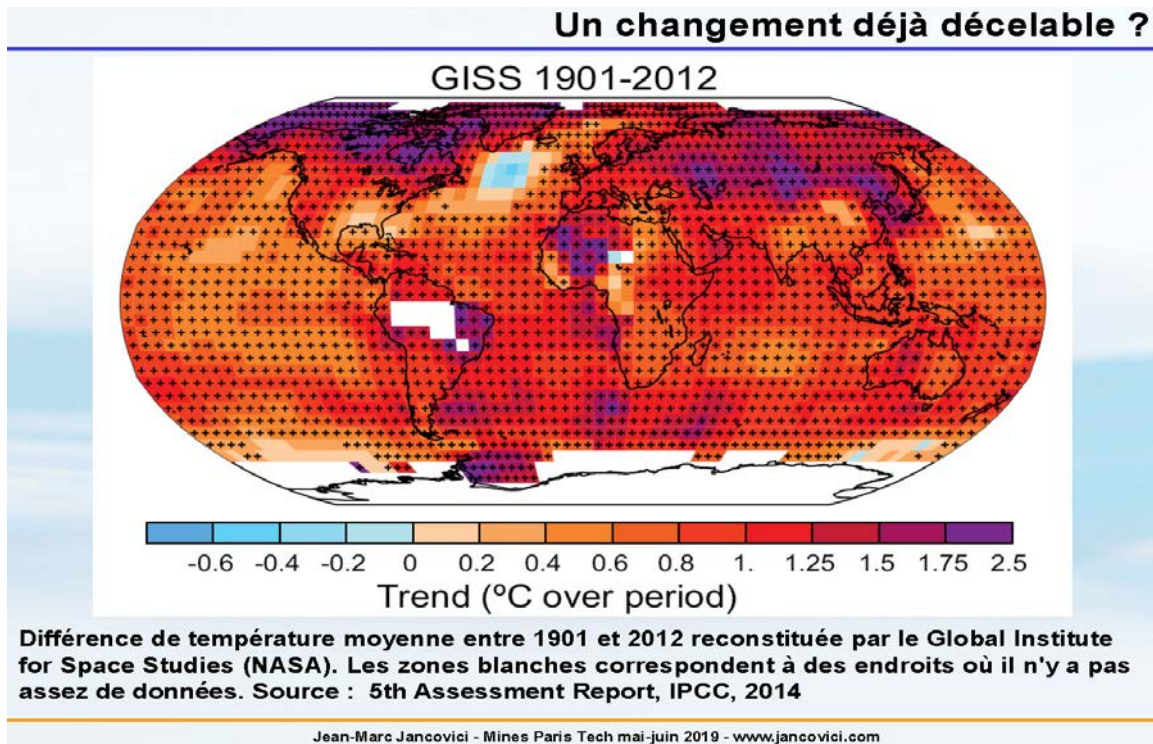 Un changement déjà décelable ?
GISS 1901-2012
-0.6 -0.4 -0.2 0 0.2 0.4 0.6 0.8 1. 1.25 1.5 1.75 2.5
Trend (ºC over period)
Différence de température moyenne entre 1901 et 2012 reconstituée par le Global Institute
for Space Studies (NASA). Les zones blanches correspondent à des endroits où il n'y a pas
assez de données. Source : 5th Assessment Report, IPCC, 2014
Jean-Marc Jancovici - Mines Paris Tech mai-juin 2019 - www.jancovici.com